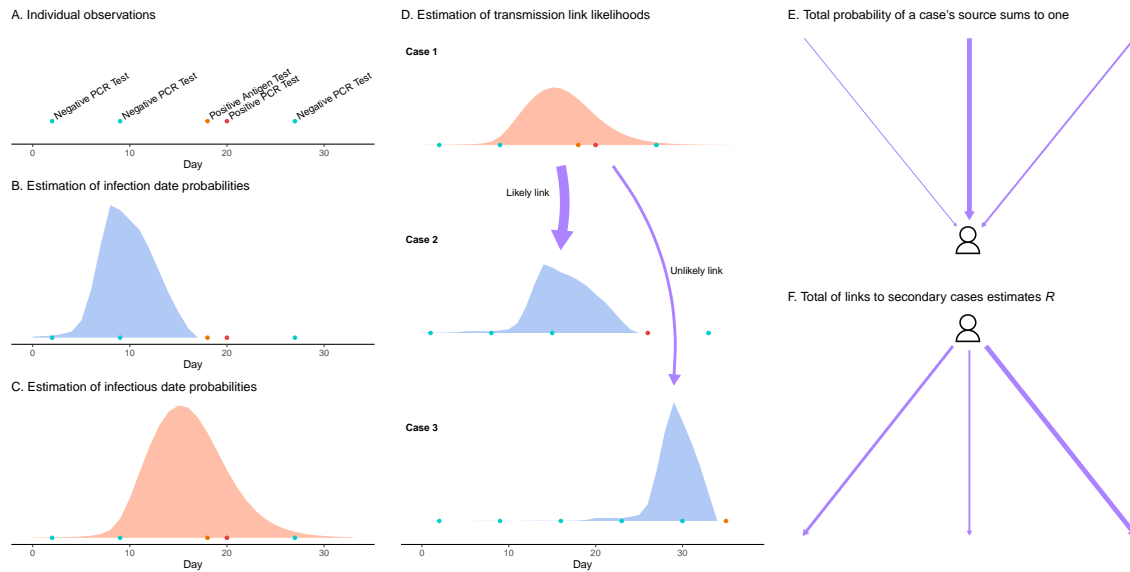 A. Individual observations
Negative PCR Test
Negative PCR Test
Positive Antigen Test
Positive PCR Test
Negative PCR Test
0 10 20 30
Day
B. Estimation of infection date probabilities
0 10 20 30
Day
C. Estimation of infectious date probabilities
0 10 20 30
Day
D. Estimation of transmission link likelihoods
Case 1
Likely link
Case 2
Unlikely link
Case 3
0 10 20 30
Day
E. Total probability of a case's source sums to one
F. Total of links to secondary cases estimates R